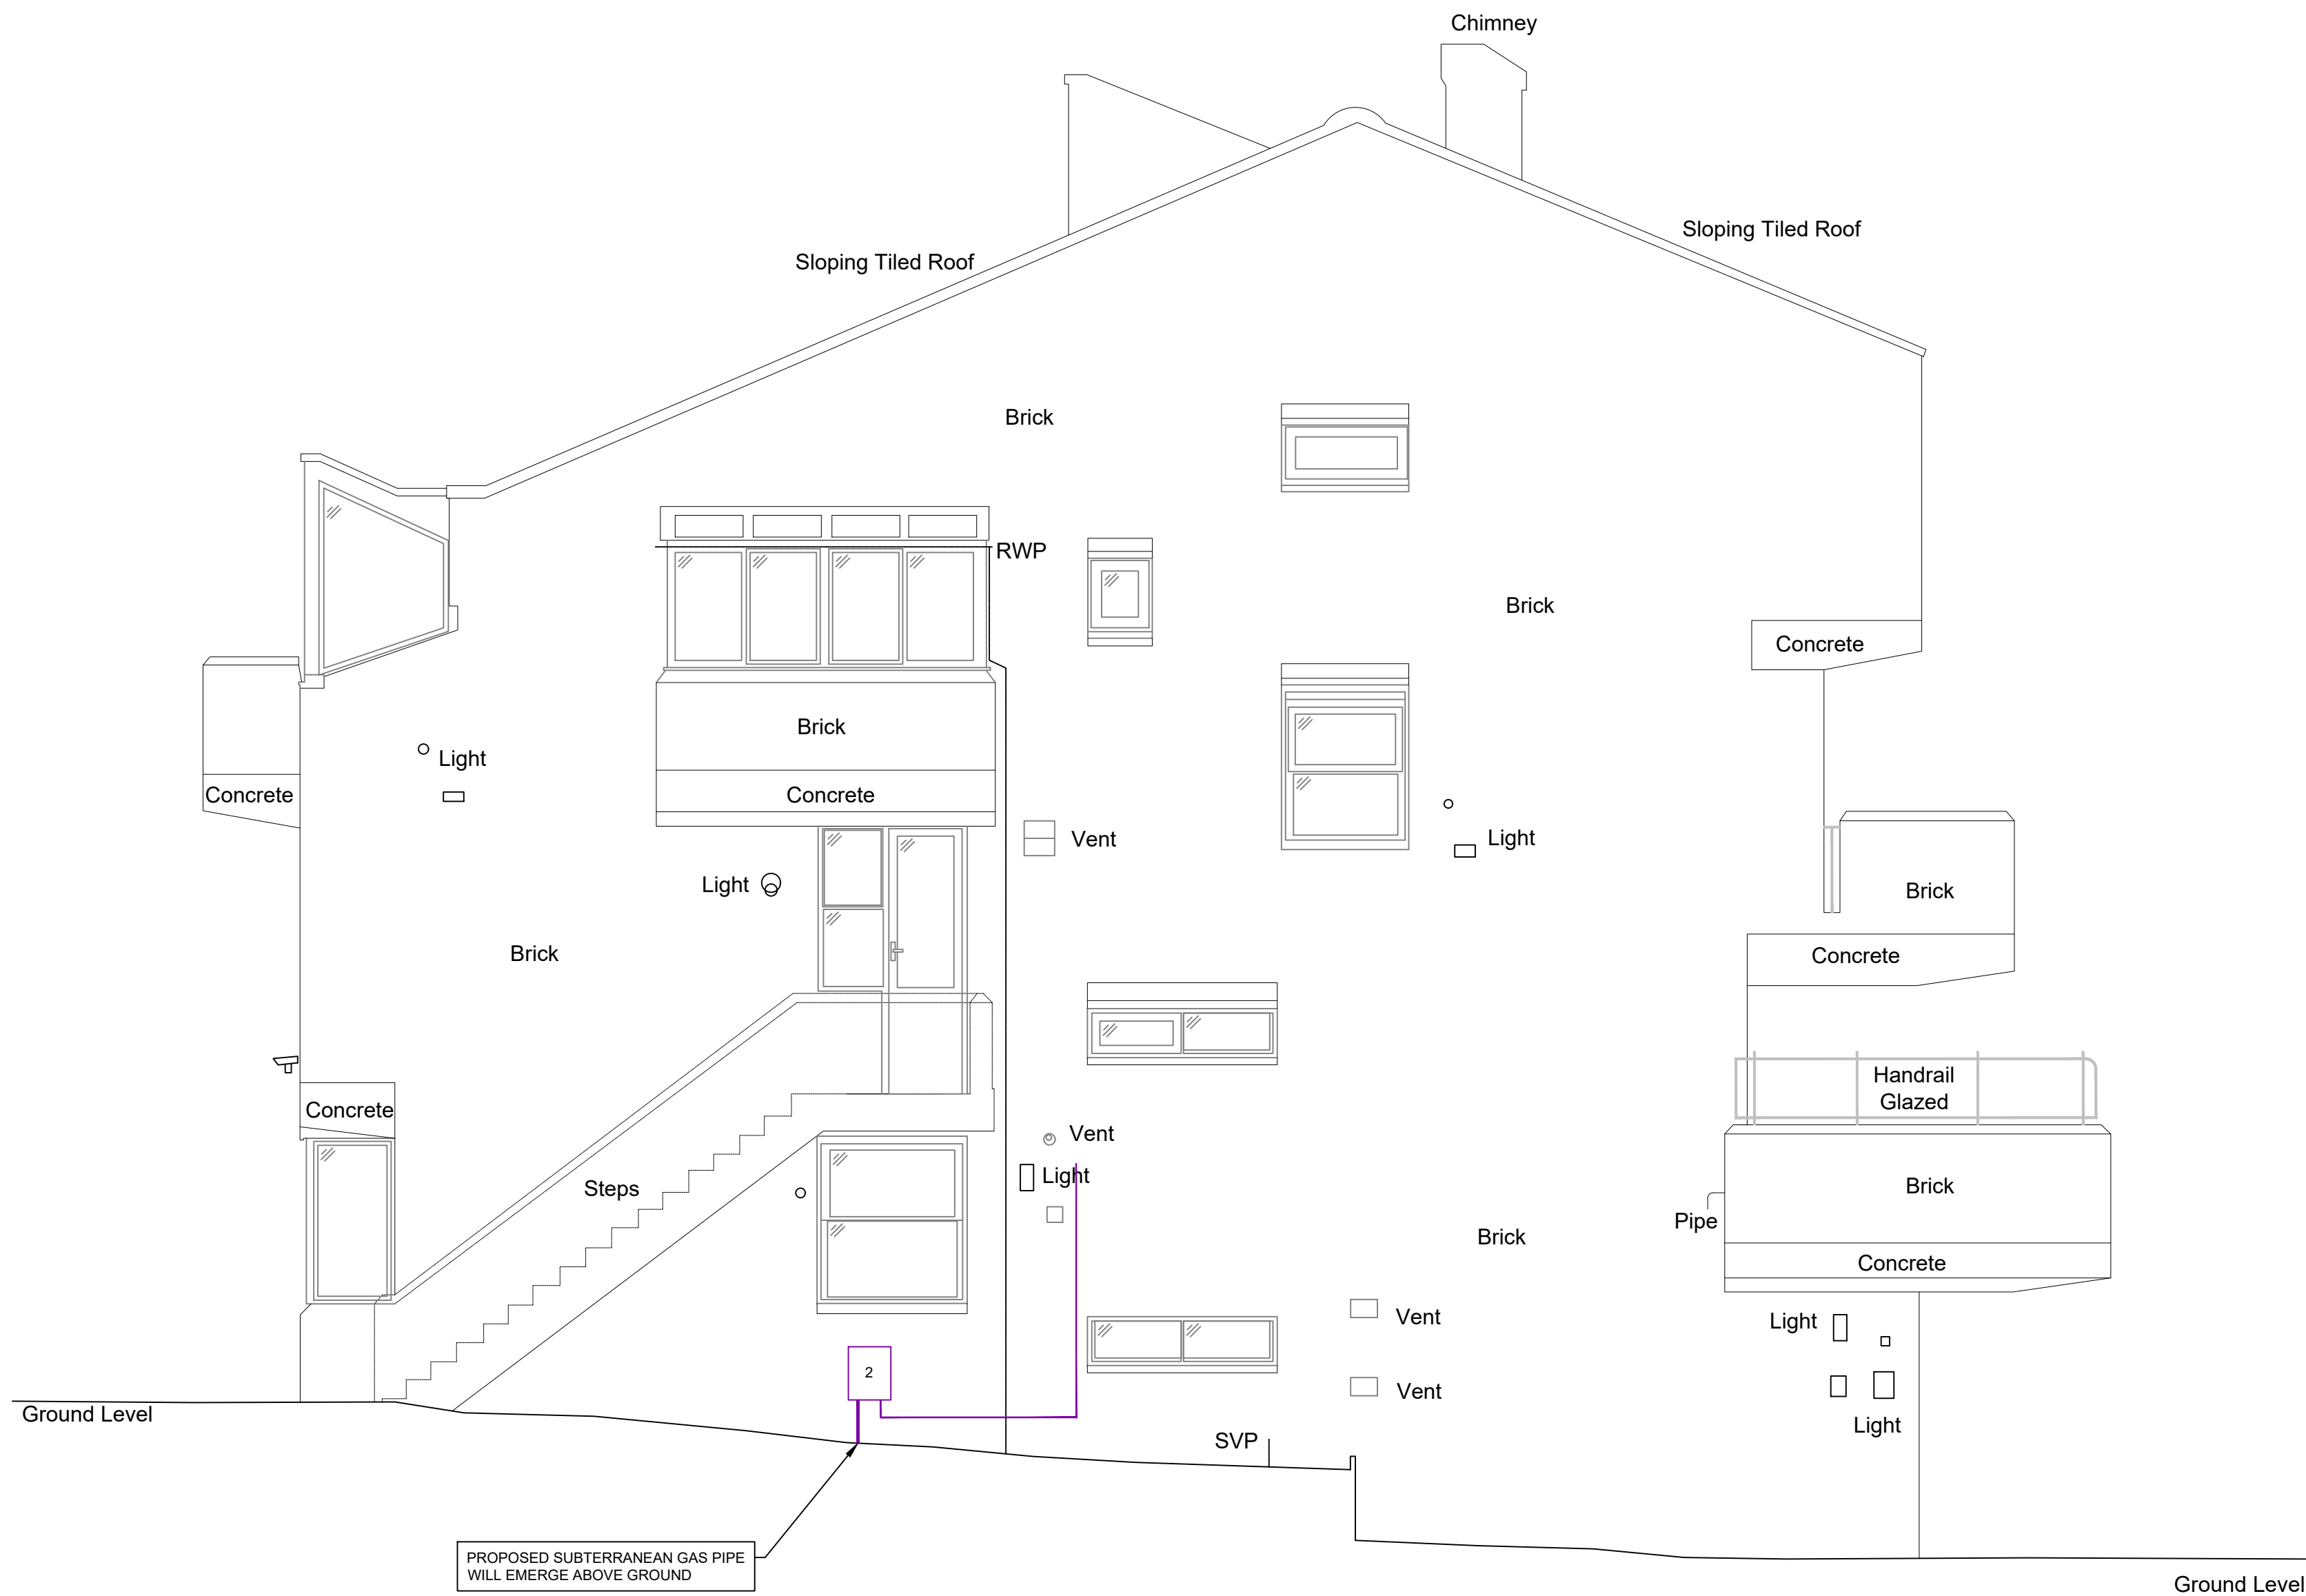 Chimney
Sloping Tiled Roof
Sloping Tiled Roof
Brick
RWP
Brick
Concrete
Brick
Light
Concrete
Concrete
Vent
Light
Light
Brick
Brick
Concrete
Handrail
Glazed
Concrete
Vent
Light
Steps
Brick
Pipe
Brick
Concrete
Vent
Light
2
Vent
Ground Level
Light
SVP
PROPOSED SUBTERRANEAN GAS PIPE
WILL EMERGE ABOVE GROUND
Ground Level